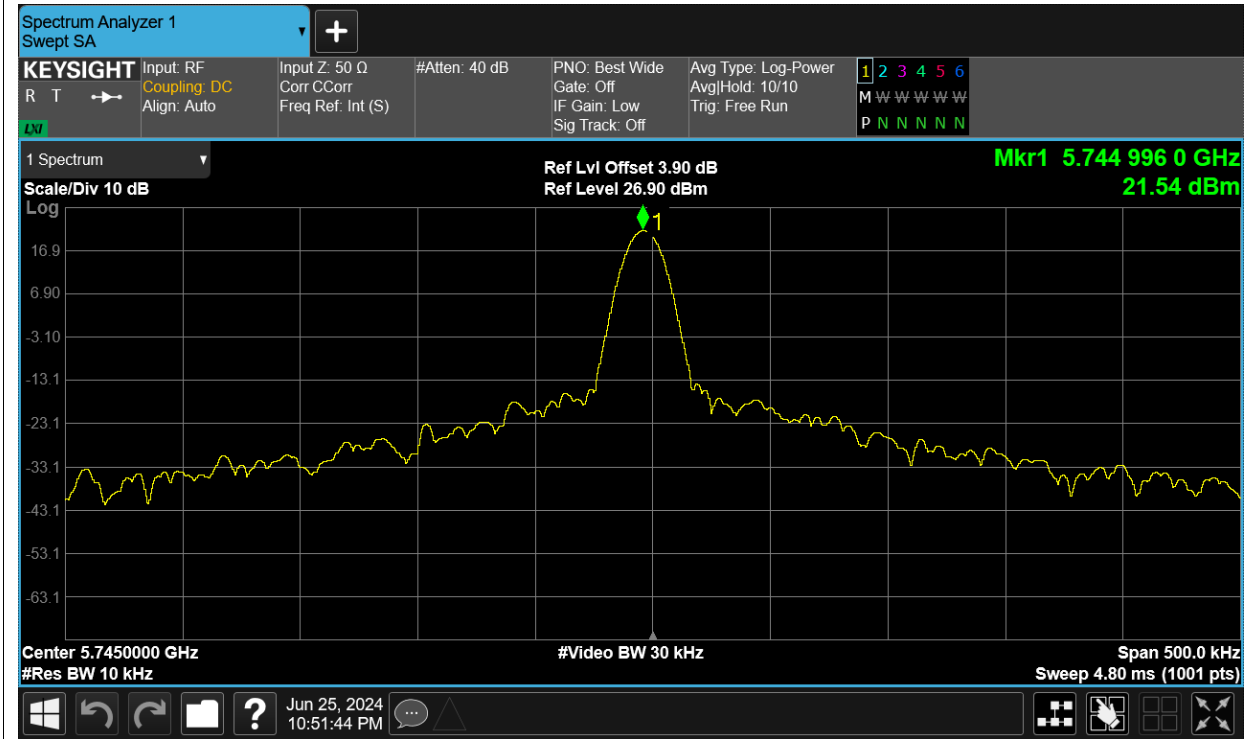 Spectrum Analyzer 1
Swept SA
KEYSIGHT
R T
LXI
Input: RF
Coupling: DC
Align: Auto
Input Z: 50 Ω
Corr CCorr
Freq Ref: Int (S)
#Atten: 40 dB
PNO: Best Wide
Gate: Off
IF Gain: Low
Sig Track: Off
Avg Type: Log-Power
Avg|Hold: 10/10
Trig: Free Run
1 2 3 4 5 6
M W W W W W
P N N N N N
1 Spectrum
Scale/Div 10 dB
Log
Ref Lvl Offset 3.90 dB
Ref Level 26.90 dBm
Mkr1 5.744 996 0 GHz
21.54 dBm
1
16.9
6.90
-3.10
-13.1
-23.1
-33.1
-43.1
-53.1
-63.1
Center 5.7450000 GHz
#Res BW 10 kHz
#Video BW 30 kHz
Span 500.0 kHz
Sweep 4.80 ms (1001 pts)
?
Jun 25, 2024
10:51:44 PM